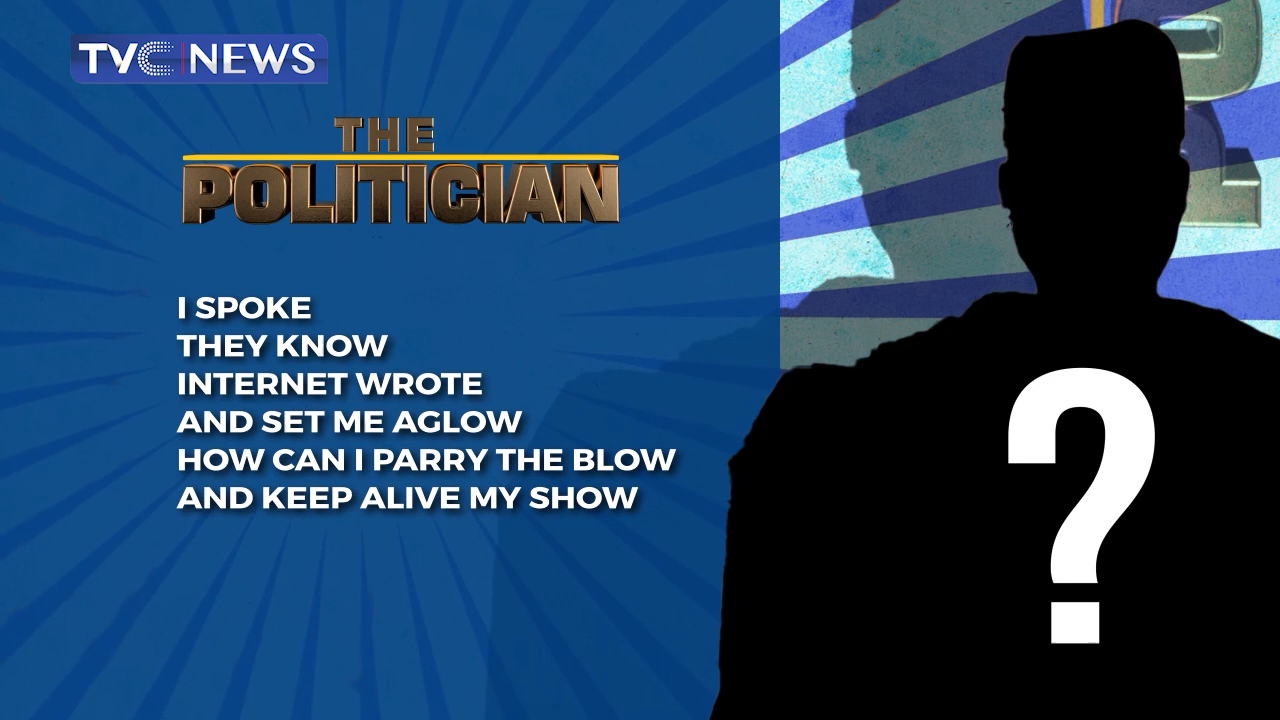 TVC NEWS
THE
POLITICIAN
I SPOKE
THEY KNOW
INTERNET WROTE
AND SET ME AGLOW
HOW CAN I PARRY THE BLOW
AND KEEP ALIVE MY SHOW
?